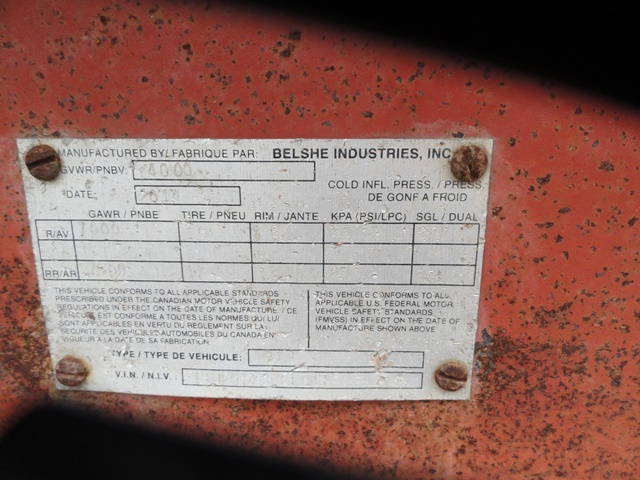 MANUFACTURED BY/FABRIQUE PAR: BELSHE INDUSTRIES, INC
GVWR/PNBV
DATE:
COLD INFL. PRESS. / PRESS.
DE GONF A FROID
GAWR / PNBE TIRE / PNEU RIM / JANTE KPA (PSI/LPC) SGL / DUAL
R/AV 7000
RR/AR
THIS VEHICLE CONFORMS TO ALL APPLICABLE STANDARDS
PRESCRIBED UNDER THE CANADIAN MOTOR VEHICLE SAFETY
REGULATIONS IN EFFECT ON THE DATE OF MANUFACTURE / CE
VEHICULE EST CONFORME A TOUTES LES NORMES QUI LUI
SONT APPLICABLES EN VERTU DU REGLEMENT SUR LA
SECURITE DES VEHICULES AUTOMOBILES DU CANADA EN
VIGUEUR A LA DATE DE SA FABRICATION
THIS VEHICLE CONFORMS TO ALL
APPLICABLE U.S. FEDERAL MOTOR
VEHICLE SAFETY STANDARDS
(FMVSS) IN EFFECT ON THE DATE OF
MANUFACTURE SHOWN ABOVE
TYPE / TYPE DE VEHICULE:
V.I.N. / N.I.V.